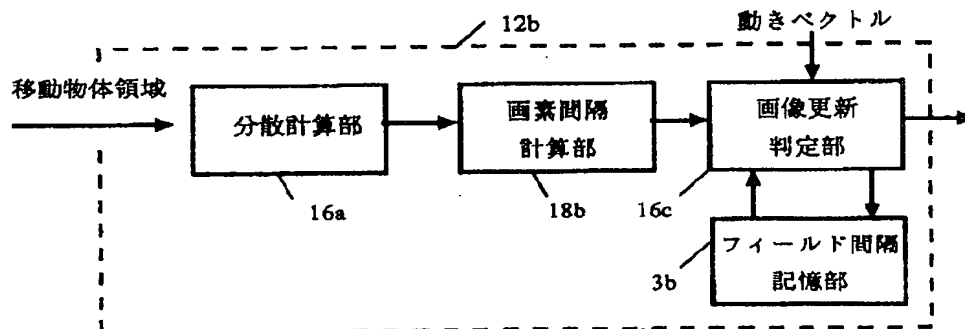 12b
動きベクトル
移動物体領域
分散計算部
画素間隔
計算部
画像更新
判定部
16a
18b
16c
フィールド間隔
記憶部
3b